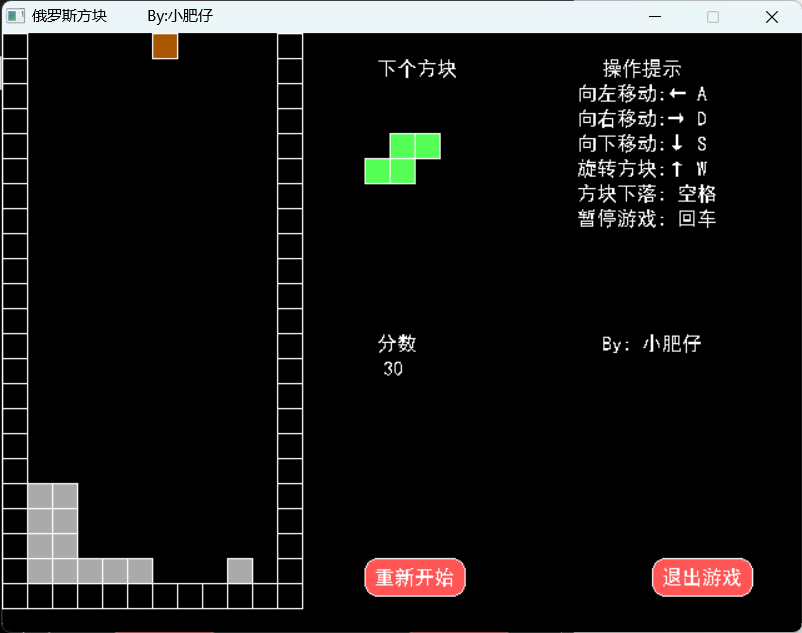 俄罗斯方块 By:小肥仔
下个方块
操作提示
向左移动:← A
向右移动:→ D
向下移动:↓ S
旋转方块:↑ W
方块下落: 空格
暂停游戏: 回车
分数
30
By: 小肥仔
重新开始
退出游戏